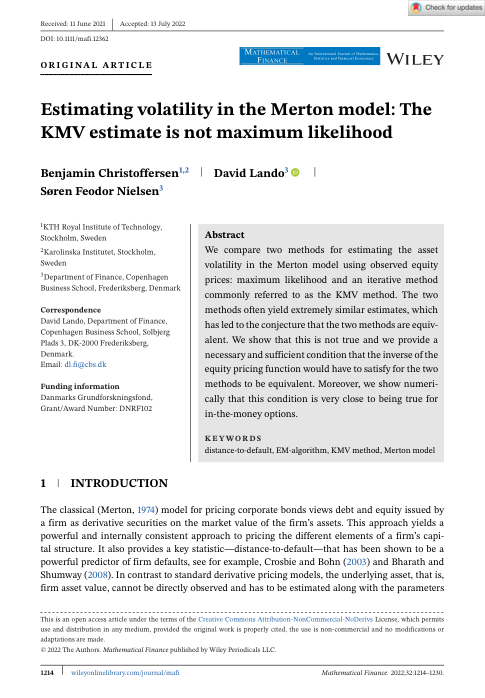 Check for updates
Received: 11 June 2021 | Accepted: 13 July 2022
DOI: 10.1111/mafi.12362
ORIGINAL ARTICLE
MATHEMATICAL
FINANCE
An International Journal of Mathematics,
Statistics and Financial Economics
WILEY
Estimating volatility in the Merton model: The
KMV estimate is not maximum likelihood
Benjamin Christoffersen1,2 | David Lando3 iD |
Søren Feodor Nielsen3
1KTH Royal Institute of Technology,
Stockholm, Sweden
2Karolinska Institutet, Stockholm,
Sweden
3Department of Finance, Copenhagen
Business School, Frederiksberg, Denmark
Correspondence
David Lando, Department of Finance,
Copenhagen Business School, Solbjerg
Plads 3, DK-2000 Frederiksberg,
Denmark.
Email: dl.fi@cbs.dk
Funding information
Danmarks Grundforskningsfond,
Grant/Award Number: DNRF102
Abstract
We compare two methods for estimating the asset
volatility in the Merton model using observed equity
prices: maximum likelihood and an iterative method
commonly referred to as the KMV method. The two
methods often yield extremely similar estimates, which
has led to the conjecture that the two methods are equiv-
alent. We show that this is not true and we provide a
necessary and sufficient condition that the inverse of the
equity pricing function would have to satisfy for the two
methods to be equivalent. Moreover, we show numeri-
cally that this condition is very close to being true for
in-the-money options.
KEYWORDS
distance-to-default, EM-algorithm, KMV method, Merton model
1 | INTRODUCTION
The classical (Merton, 1974) model for pricing corporate bonds views debt and equity issued by
a firm as derivative securities on the market value of the firm's assets. This approach yields a
powerful and internally consistent approach to pricing the different elements of a firm's capi-
tal structure. It also provides a key statistic—distance-to-default—that has been shown to be a
powerful predictor of firm defaults, see for example, Crosbie and Bohn (2003) and Bharath and
Shumway (2008). In contrast to standard derivative pricing models, the underlying asset, that is,
firm asset value, cannot be directly observed and has to be estimated along with the parameters
This is an open access article under the terms of the Creative Commons Attribution-NonCommercial-NoDerivs License, which permits
use and distribution in any medium, provided the original work is properly cited, the use is non-commercial and no modifications or
adaptations are made.
© 2022 The Authors. Mathematical Finance published by Wiley Periodicals LLC.
1214 | wileyonlinelibrary.com/journal/mafi
Mathematical Finance. 2022;32:1214–1230.